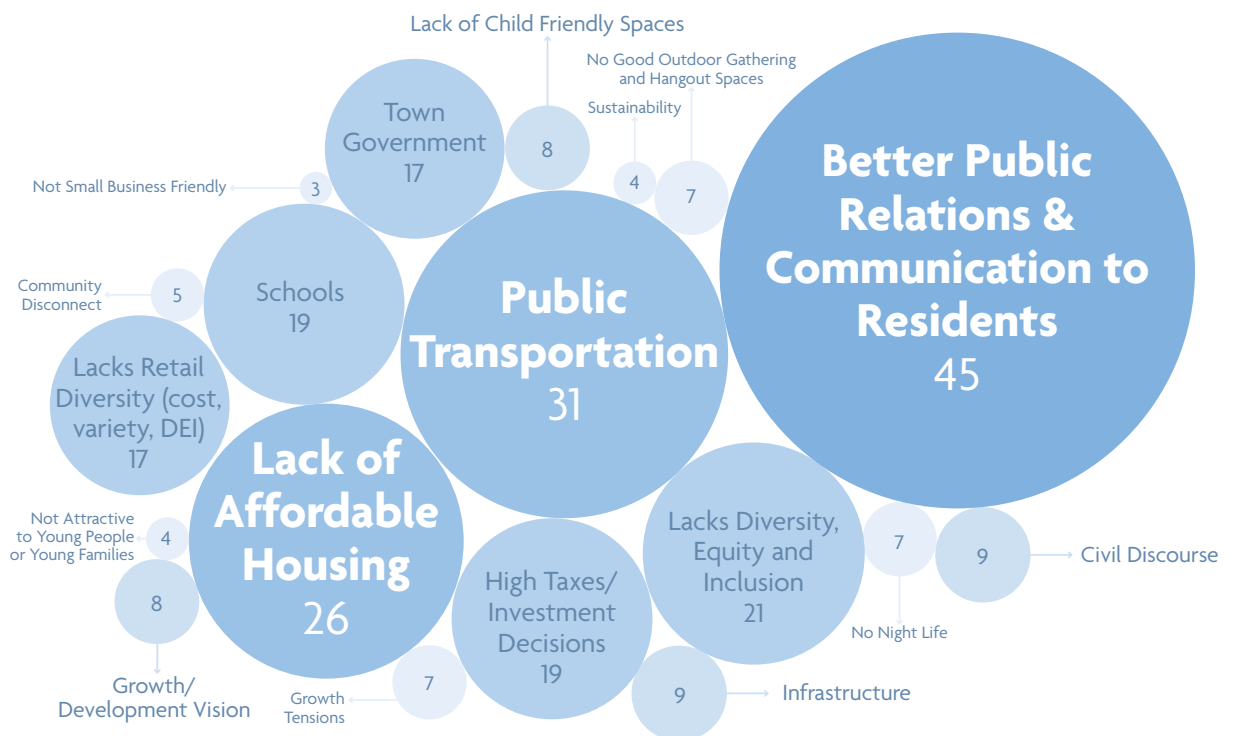 Lack of Child Friendly Spaces
8
No Good Outdoor Gathering
and Hangout Spaces
7
Sustainability
4
Town
Government
17
Not Small Business Friendly
3
Better Public
Relations &
Communication to
Residents
45
Community
Disconnect
5
Schools
19
Public
Transportation
31
Lacks Retail
Diversity (cost,
variety, DEI)
17
Lack of
Affordable
Housing
26
Not Attractive
to Young People
or Young Families
4
8
Growth/
Development Vision
High Taxes/
Investment
Decisions
19
Lacks Diversity,
Equity and
Inclusion
21
7
No Night Life
9
Civil Discourse
7
Growth
Tensions
9
Infrastructure